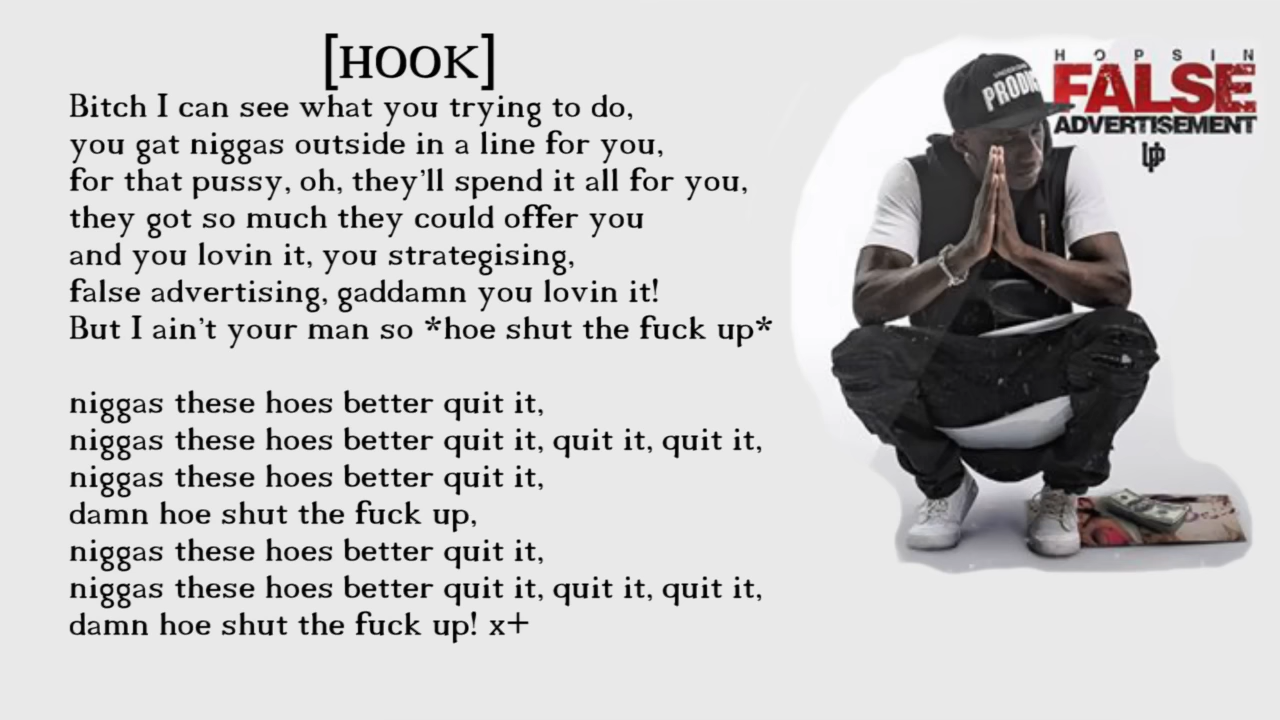 [HOOK]
Bitch I can see what you trying to do,
you gat niggas outside in a line for you,
for that pussy, oh, they'll spend it all for you,
they got so much they could offer you
and you lovin it, you strategising,
false advertising, gaddamn you lovin it!
But I ain't your man so *hoe shut the fuck up*
niggas these hoes better quit it,
niggas these hoes better quit it, quit it, quit it,
niggas these hoes better quit it,
damn hoe shut the fuck up,
niggas these hoes better quit it,
niggas these hoes better quit it, quit it, quit it,
damn hoe shut the fuck up! x+
HOPSIN
FALSE
ADVERTISEMENT